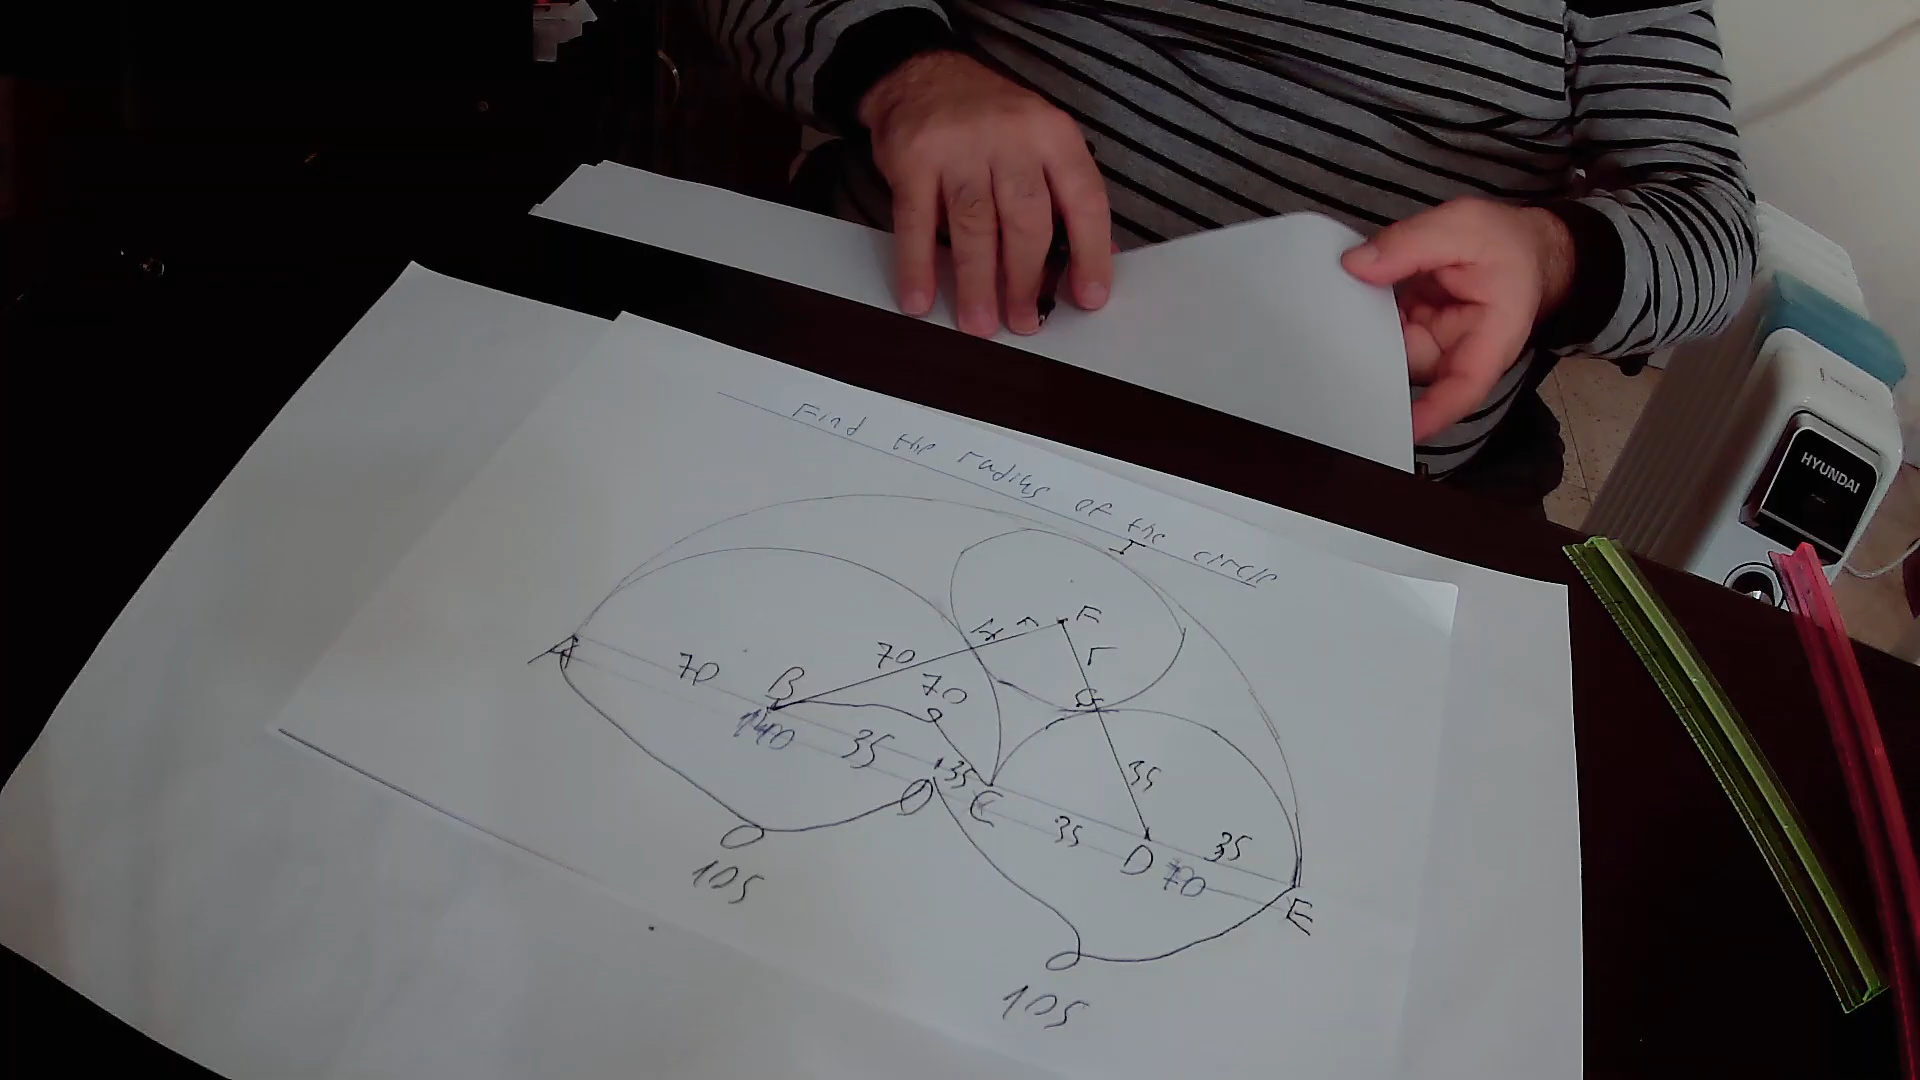 Find the radius of the circle
I
H r F
A 70 B 70 r
70 G
140 35 35
O C 35
35 D 35
70 E
105
105
HYUNDAI